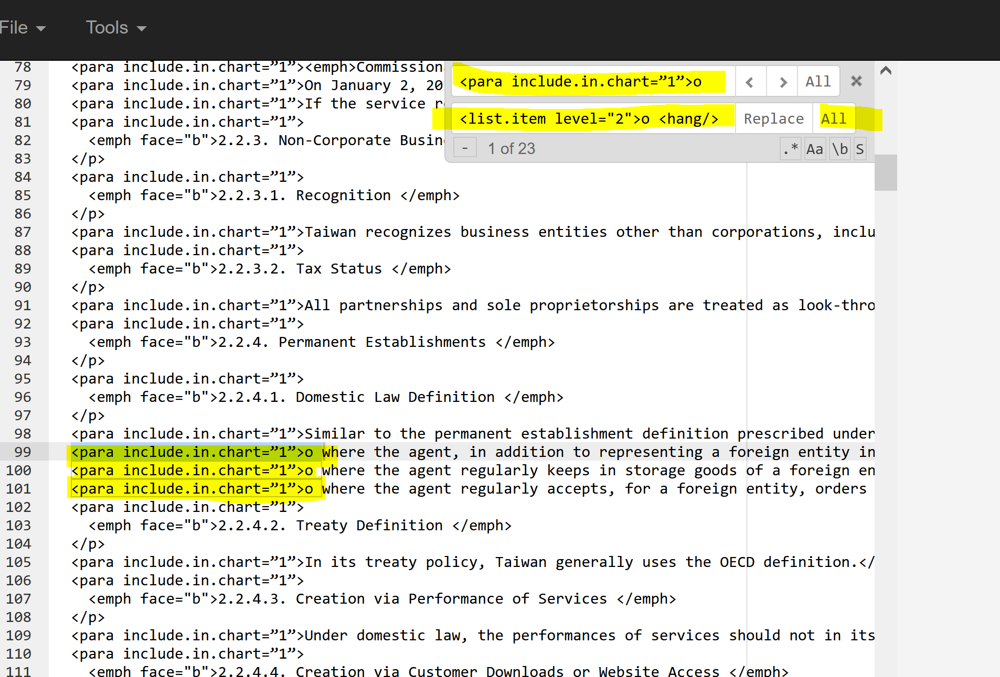 File Tools
78 <para include.in.chart=”1”><emph>Commission
79 <para include.in.chart=”1”>On January 2, 20
80 <para include.in.chart=”1”>If the service r
81 <para include.in.chart=”1”>
82 <emph face="b">2.2.3. Non-Corporate Busin
83 </p>
<para include.in.chart=”1”>o < > All ×
<list.item level="2">o <hang/> Replace All
- 1 of 23 .* Aa \b S
84 <para include.in.chart=”1”>
85 <emph face="b">2.2.3.1. Recognition </emph>
86 </p>
87 <para include.in.chart=”1”>Taiwan recognizes business entities other than corporations, inclu
88 <para include.in.chart=”1”>
89 <emph face="b">2.2.3.2. Tax Status </emph>
90 </p>
91 <para include.in.chart=”1”>All partnerships and sole proprietorships are treated as look-thro
92 <para include.in.chart=”1”>
93 <emph face="b">2.2.4. Permanent Establishments </emph>
94 </p>
95 <para include.in.chart=”1”>
96 <emph face="b">2.2.4.1. Domestic Law Definition </emph>
97 </p>
98 <para include.in.chart=”1”>Similar to the permanent establishment definition prescribed under
99 <para include.in.chart=”1”>o where the agent, in addition to representing a foreign entity in
100 <para include.in.chart=”1”>o where the agent regularly keeps in storage goods of a foreign en
101 <para include.in.chart=”1”>o where the agent regularly accepts, for a foreign entity, orders
102 <para include.in.chart=”1”>
103 <emph face="b">2.2.4.2. Treaty Definition </emph>
104 </p>
105 <para include.in.chart=”1”>In its treaty policy, Taiwan generally uses the OECD definition.</
106 <para include.in.chart=”1”>
107 <emph face="b">2.2.4.3. Creation via Performance of Services </emph>
108 </p>
109 <para include.in.chart=”1”>Under domestic law, the performances of services should not in its
110 <para include.in.chart=”1”>
111 <emph face="b">2.2.4.4. Creation via Customer Downloads or Website Access </emph>